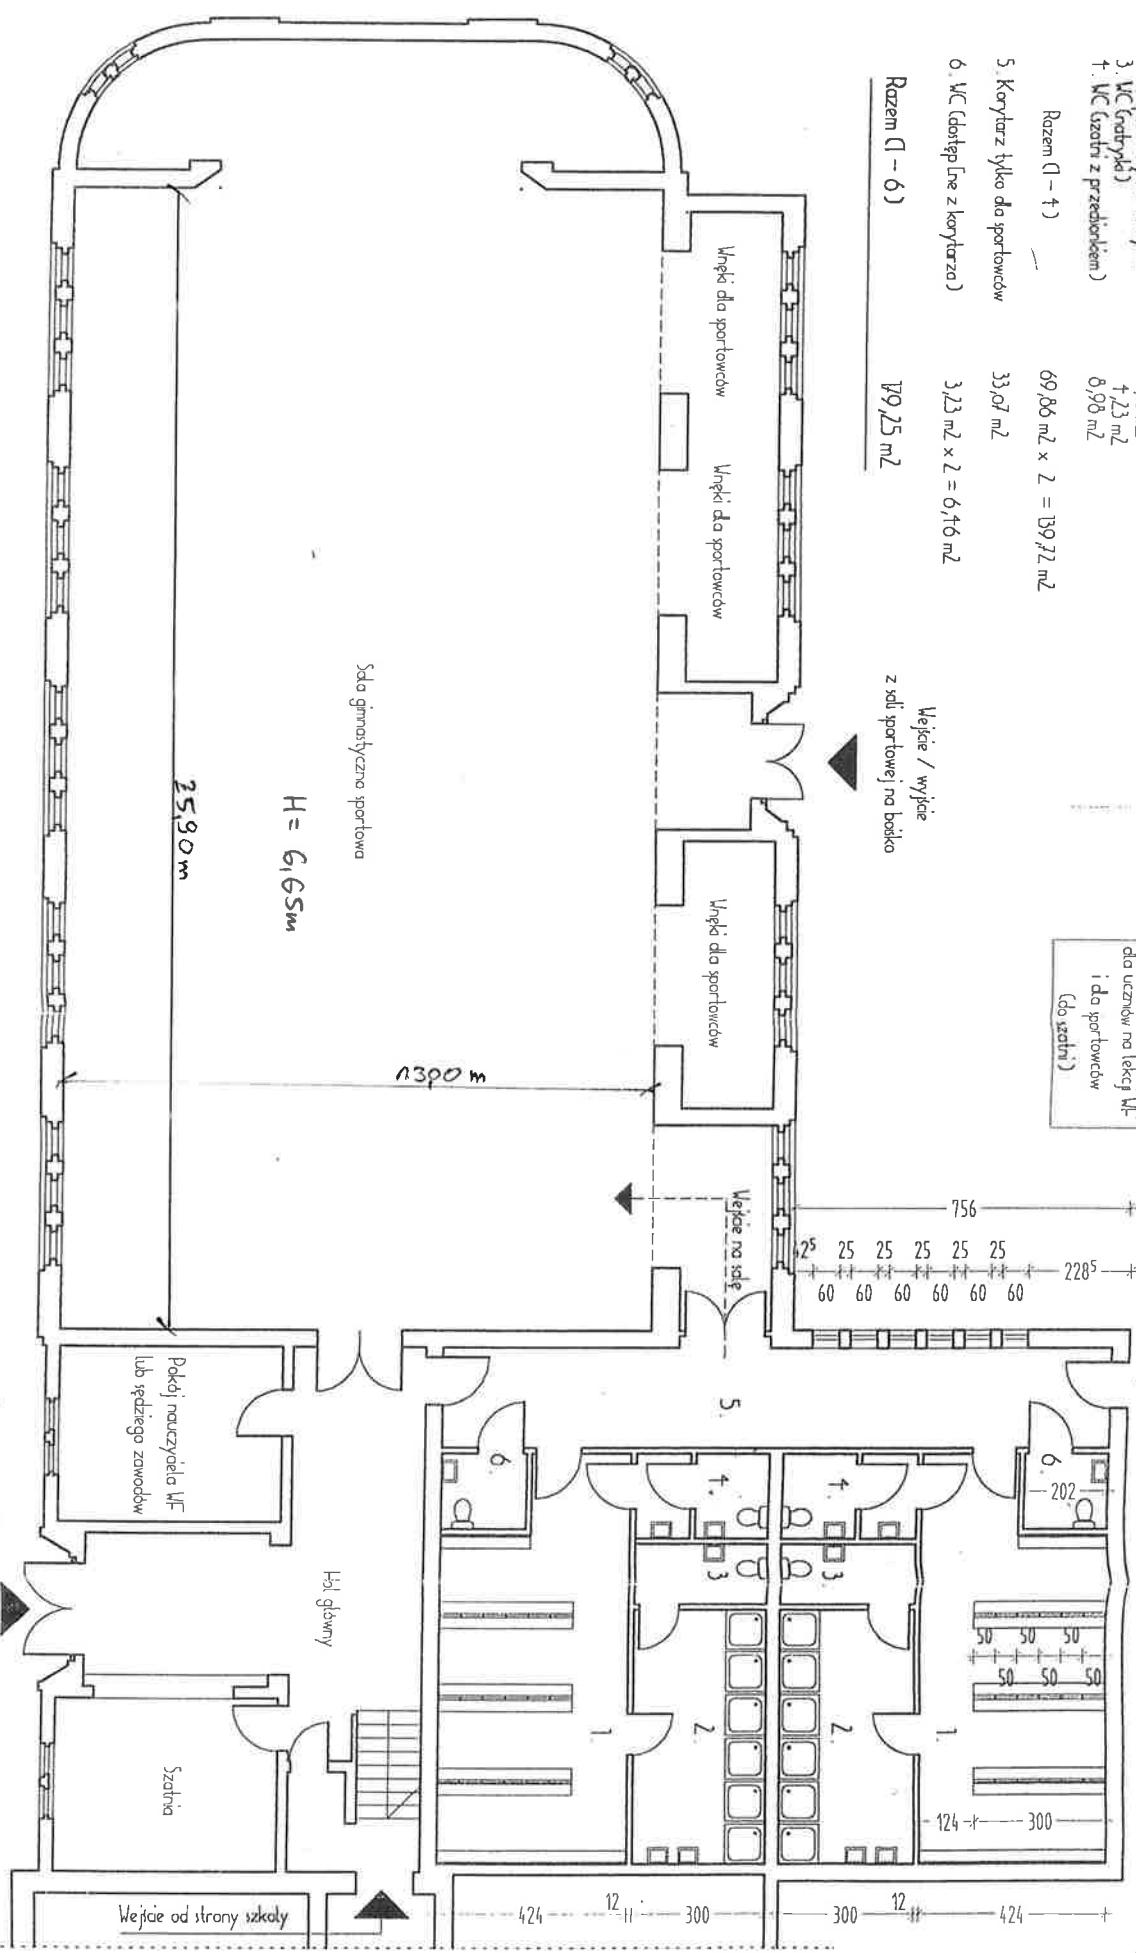 3. WC (natryski) 4,23 m2
4. WC (szatni z przedsionkiem) 8,98 m2
Razem (1 - 4) 69,86 m2 x 2 = 139,72 m2
5. Korytarz tylko dla sportowców 33,07 m2
6. WC (dostępne z korytarza) 3,23 m2 x 2 = 6,46 m2
Razem (1 - 6) 179,25 m2
dla uczniów na lekcje WF
i dla sportowców
(do szatni)
Wejście / wyjście
z sali sportowej na boisko
Wnęki dla sportowców
Wnęki dla sportowców
Wnęki dla sportowców
Sala gimnastyczna sportowa
H = 6,65m
25,90 m
13,00 m
Wejście na salę
756
42⁵ 25 25 25 25 25 228⁵
60 60 60 60 60 60
5.
6
202
6
4.
4.
3
3
2.
2.
1.
1.
50 50 50
50 50 50
124 300
Pokój nauczyciela WF
lub sędziego zawodów
Hol główny
Szatnia
Wejście od strony szkoły
424 12 300 300 12 424